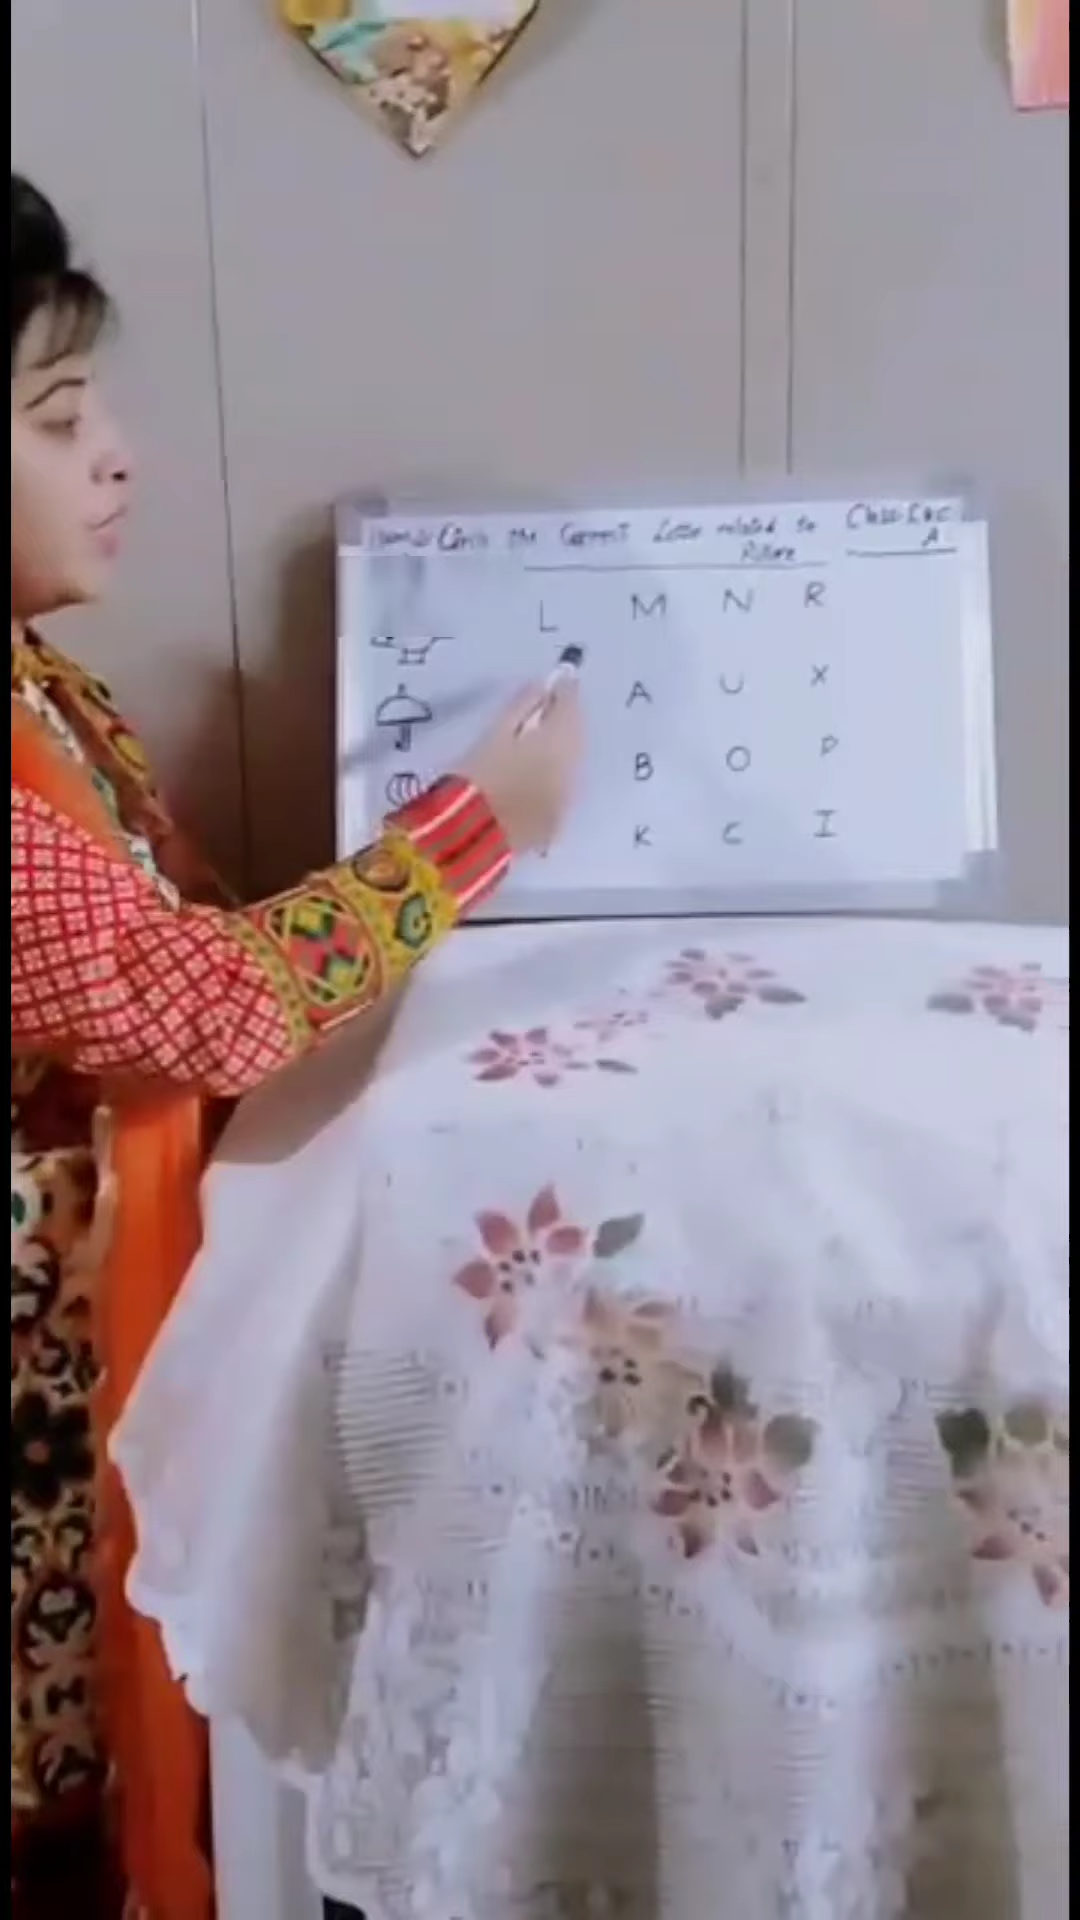 Circle the Correct Letter related to
Picture
Class: I & C
A
L M N R
A U X
B O P
K C I